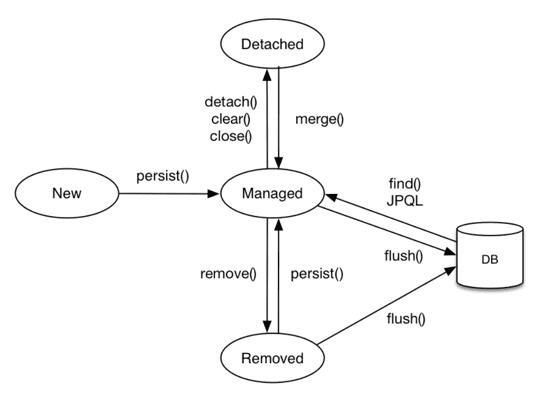 Detached
detach()
clear()
close()
merge()
persist()
New
Managed
find()
JPQL
flush()
DB
remove()
persist()
flush()
Removed